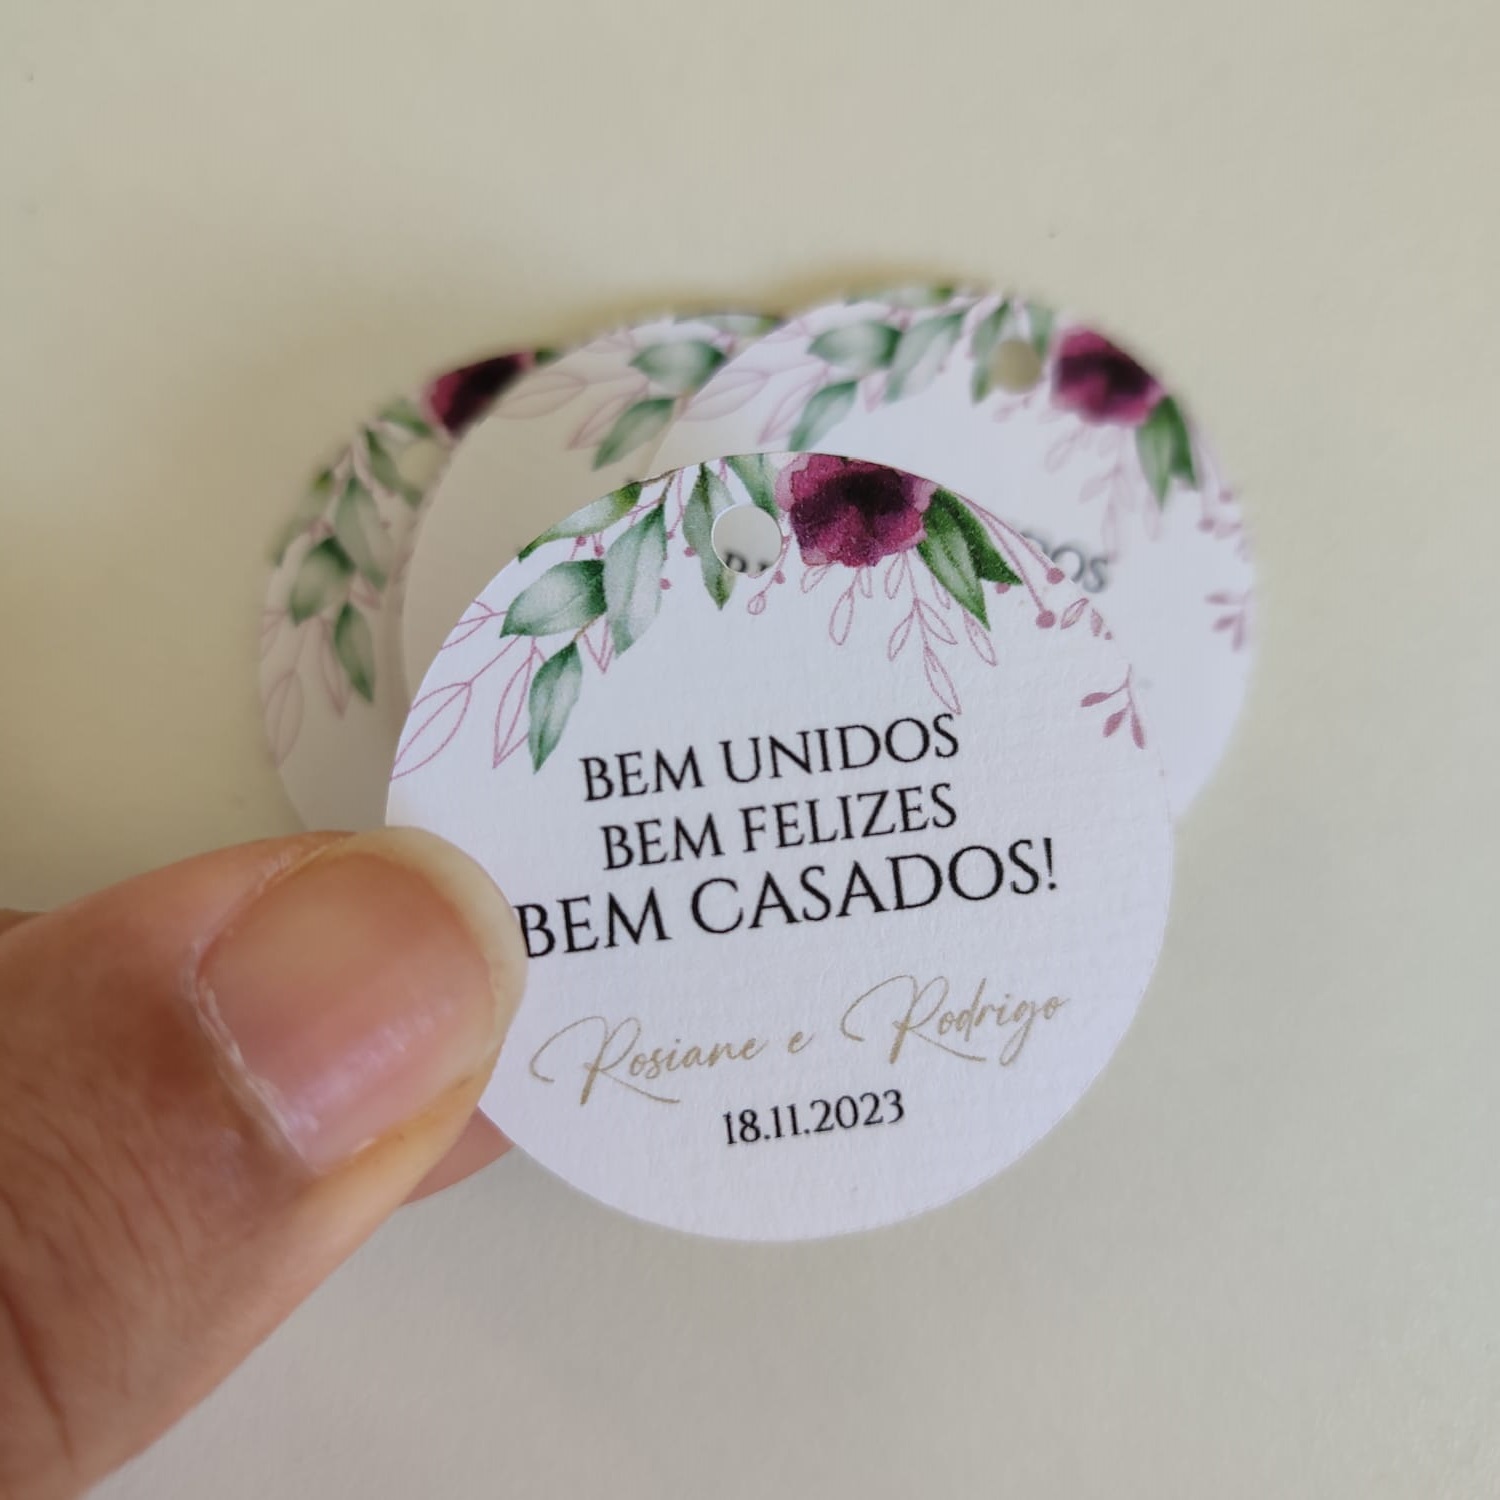 BEM UNIDOS
BEM FELIZES
BEM CASADOS!
Rosiane e Rodrigo
18.11.2023